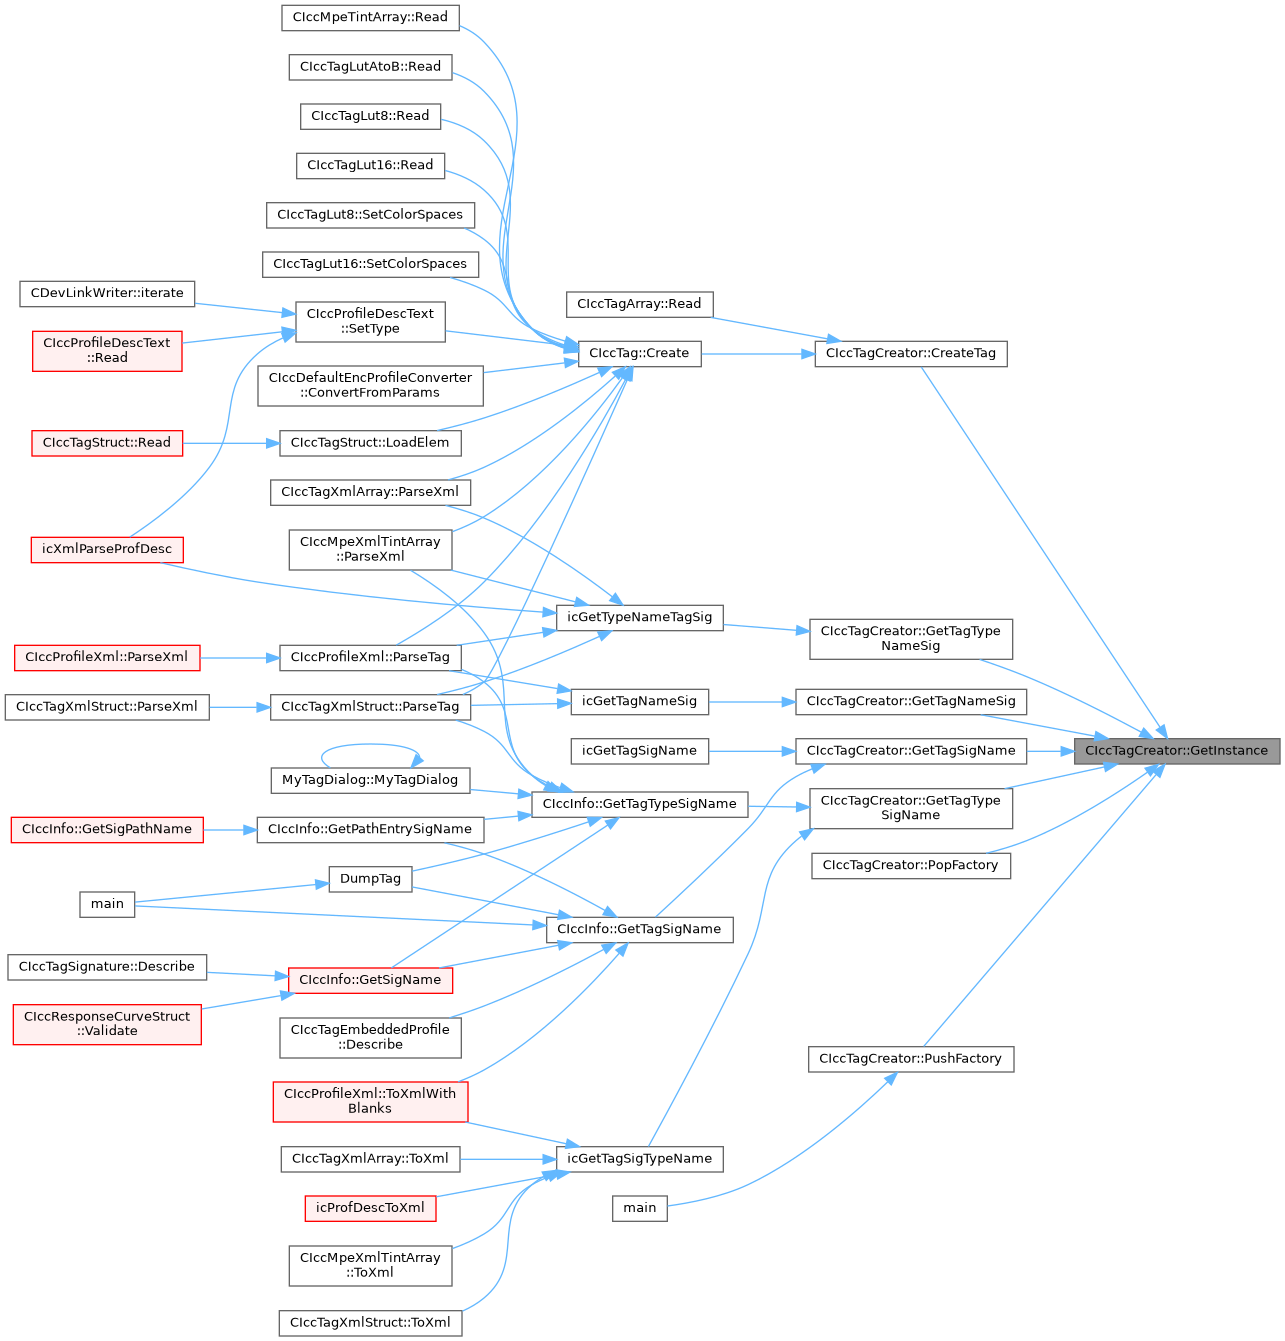 CIccMpeTintArray::Read
CIccTagLutAtoB::Read
CIccTagLut8::Read
CIccTagLut16::Read
CIccTagLut8::SetColorSpaces
CIccTagLut16::SetColorSpaces
CDevLinkWriter::iterate
CIccProfileDescText
::SetType
CIccTagArray::Read
CIccProfileDescText
::Read
CIccTag::Create
CIccTagCreator::CreateTag
CIccDefaultEncProfileConverter
::ConvertFromParams
CIccTagStruct::Read
CIccTagStruct::LoadElem
CIccTagXmlArray::ParseXml
icXmlParseProfDesc
CIccMpeXmlTintArray
::ParseXml
icGetTypeNameTagSig
CIccTagCreator::GetTagType
NameSig
CIccProfileXml::ParseXml
CIccProfileXml::ParseTag
CIccTagXmlStruct::ParseXml
CIccTagXmlStruct::ParseTag
icGetTagNameSig
CIccTagCreator::GetTagNameSig
icGetTagSigName
CIccTagCreator::GetTagSigName
CIccTagCreator::GetInstance
MyTagDialog::MyTagDialog
CIccInfo::GetTagTypeSigName
CIccTagCreator::GetTagType
SigName
CIccInfo::GetSigPathName
CIccInfo::GetPathEntrySigName
CIccTagCreator::PopFactory
DumpTag
main
CIccInfo::GetTagSigName
CIccTagSignature::Describe
CIccInfo::GetSigName
CIccResponseCurveStruct
::Validate
CIccTagEmbeddedProfile
::Describe
CIccTagCreator::PushFactory
CIccProfileXml::ToXmlWith
Blanks
CIccTagXmlArray::ToXml
icGetTagSigTypeName
icProfDescToXml
main
CIccMpeXmlTintArray
::ToXml
CIccTagXmlStruct::ToXml